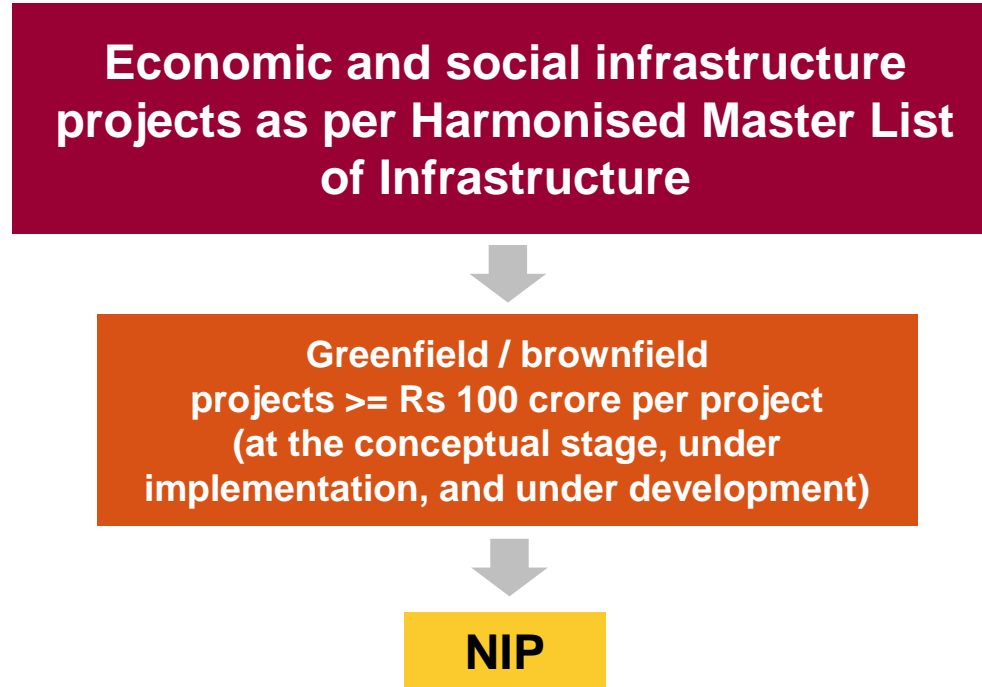 Economic and social infrastructure
projects as per Harmonised Master List
of Infrastructure
Greenfield / brownfield
projects >= Rs 100 crore per project
(at the conceptual stage, under
implementation, and under development)
NIP